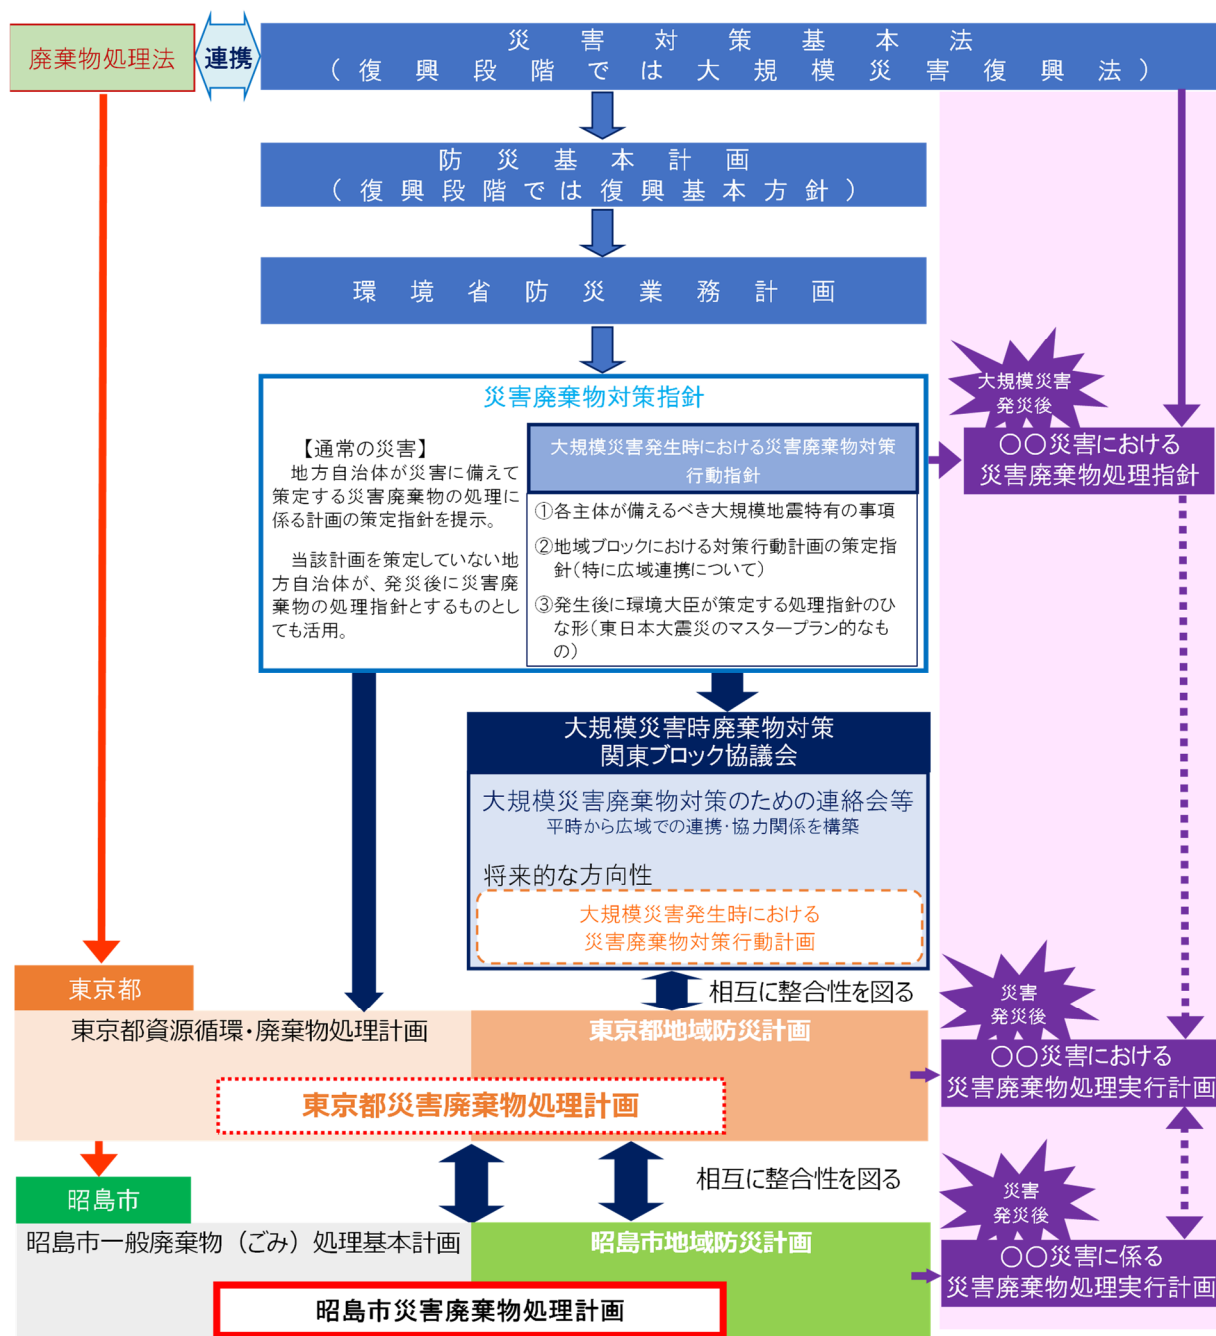 廃棄物処理法
連携
災害対策基本法
(復興段階では大規模災害復興法)
防災基本計画
(復興段階では復興基本方針)
環境省防災業務計画
災害廃棄物対策指針
【通常の災害】
地方自治体が災害に備えて
策定する災害廃棄物の処理に
係る計画の策定指針を提示。
当該計画を策定していない地
方自治体が、発災後に災害廃
棄物の処理指針とするものとし
ても活用。
大規模災害発生時における災害廃棄物対策
行動指針
①各主体が備えるべき大規模地震特有の事項
②地域ブロックにおける対策行動計画の策定指
針(特に広域連携について)
③発生後に環境大臣が策定する処理指針のひ
な形(東日本大震災のマスタープラン的なも
の)
大規模災害
発災後
〇〇災害における
災害廃棄物処理指針
大規模災害時廃棄物対策
関東ブロック協議会
大規模災害廃棄物対策のための連絡会等
平時から広域での連携・協力関係を構築
将来的な方向性
大規模災害発生時における
災害廃棄物対策行動計画
相互に整合性を図る
東京都
東京都資源循環・廃棄物処理計画
東京都地域防災計画
東京都災害廃棄物処理計画
災害
発災後
〇〇災害における
災害廃棄物処理実行計画
相互に整合性を図る
昭島市
昭島市一般廃棄物（ごみ）処理基本計画
昭島市地域防災計画
昭島市災害廃棄物処理計画
災害
発災後
〇〇災害に係る
災害廃棄物処理実行計画